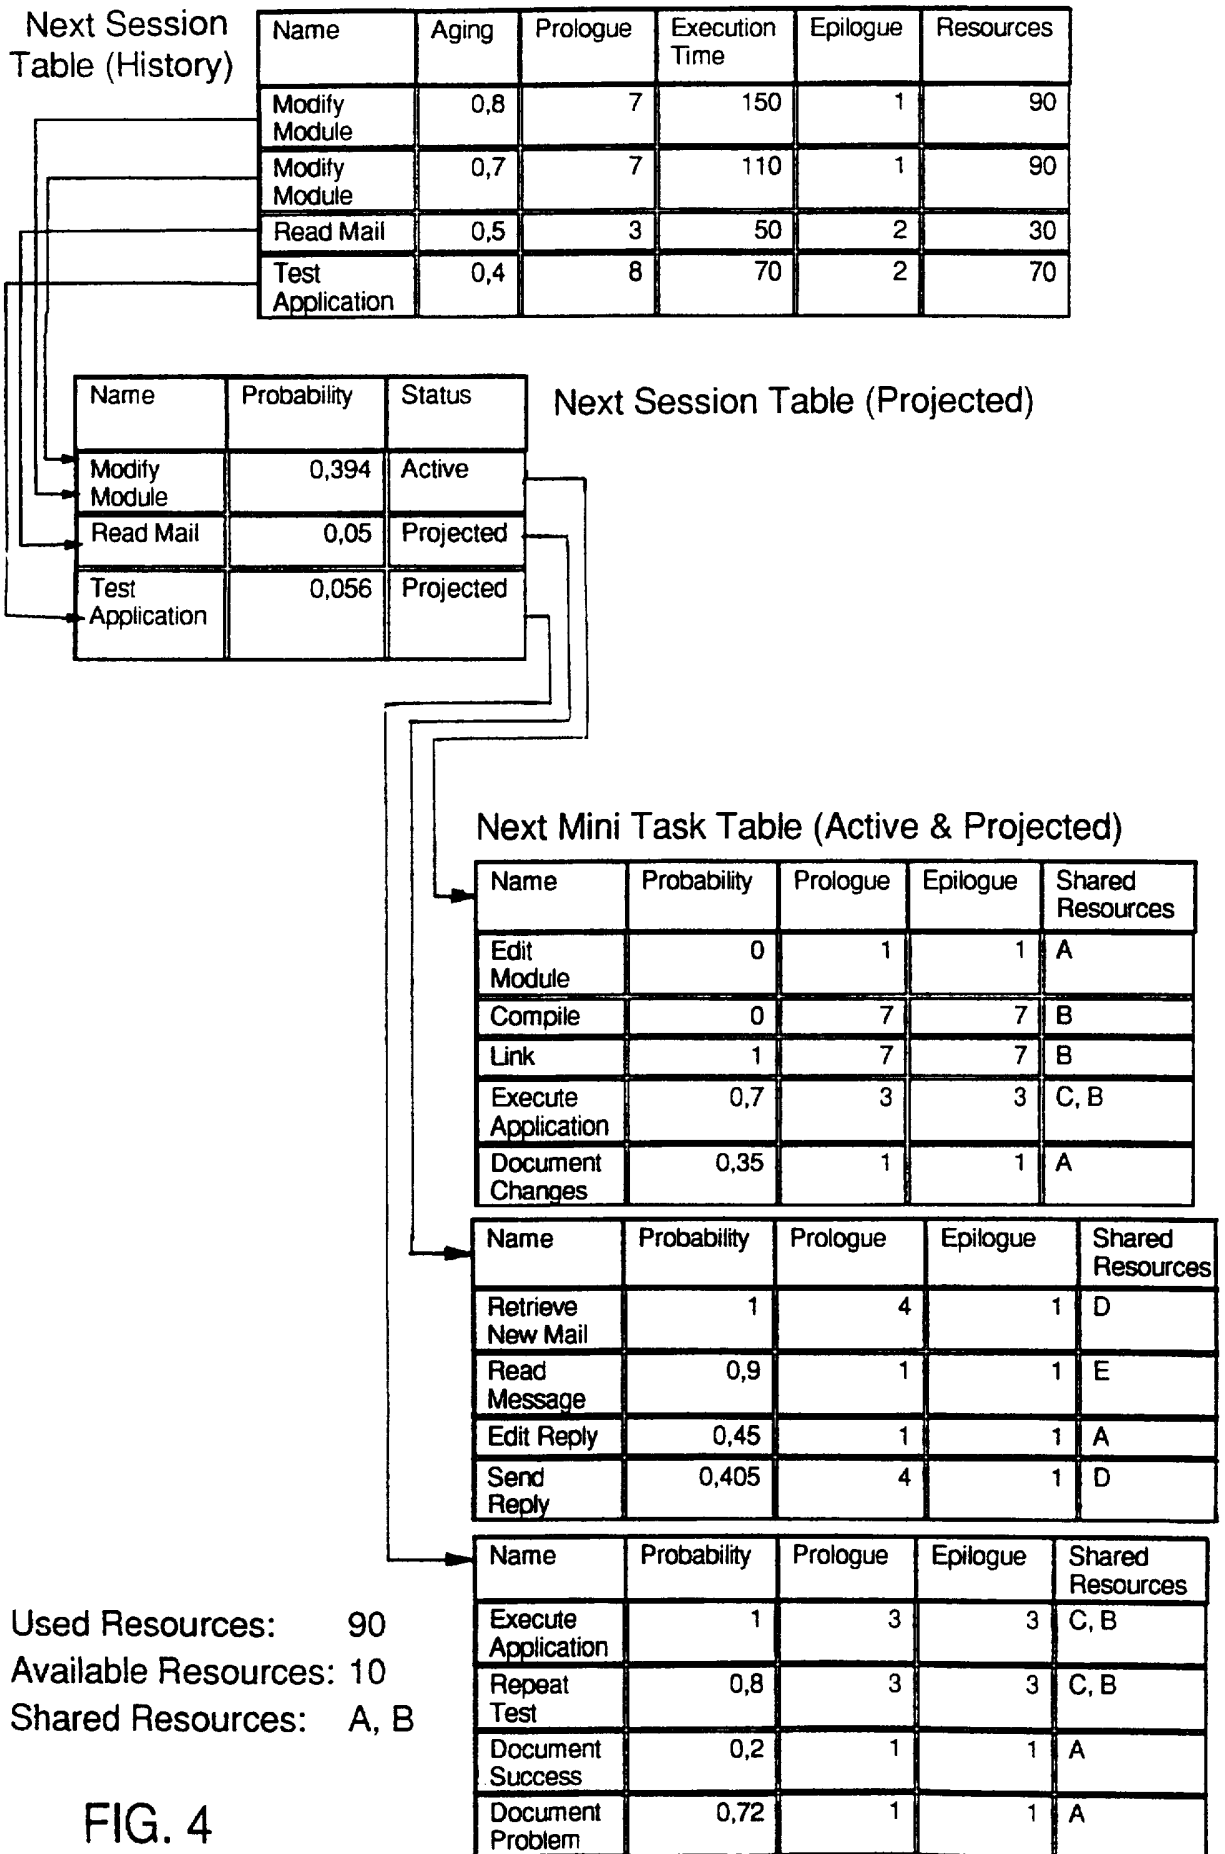 Next Session
Table (History)
Name Aging Prologue Execution Time Epilogue Resources
Modify Module 0,8 7 150 1 90
Modify Module 0,7 7 110 1 90
Read Mail 0,5 3 50 2 30
Test Application 0,4 8 70 2 70
Next Session Table (Projected)
Name Probability Status
Modify Module 0,394 Active
Read Mail 0,05 Projected
Test Application 0,056 Projected
Next Mini Task Table (Active & Projected)
Name Probability Prologue Epilogue Shared Resources
Edit Module 0 1 1 A
Compile 0 7 7 B
Link 1 7 7 B
Execute Application 0,7 3 3 C, B
Document Changes 0,35 1 1 A
Name Probability Prologue Epilogue Shared Resources
Retrieve New Mail 1 4 1 D
Read Message 0,9 1 1 E
Edit Reply 0,45 1 1 A
Send Reply 0,405 4 1 D
Name Probability Prologue Epilogue Shared Resources
Execute Application 1 3 3 C, B
Repeat Test 0,8 3 3 C, B
Document Success 0,2 1 1 A
Document Problem 0,72 1 1 A
Used Resources: 90
Available Resources: 10
Shared Resources: A, B
FIG. 4